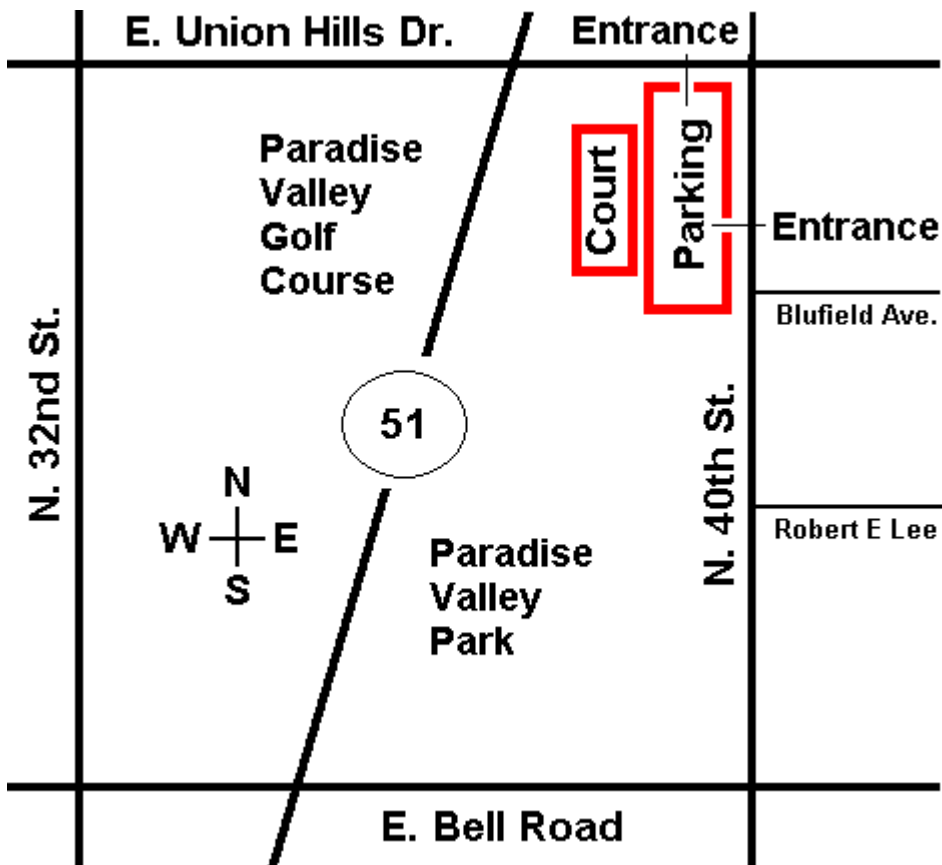 E. Union Hills Dr.
Entrance
Paradise
Valley
Golf
Course
Court
Parking
Entrance
Blufield Ave.
N. 32nd St.
51
N. 40th St.
N
W E
S
Robert E Lee
Paradise
Valley
Park
E. Bell Road